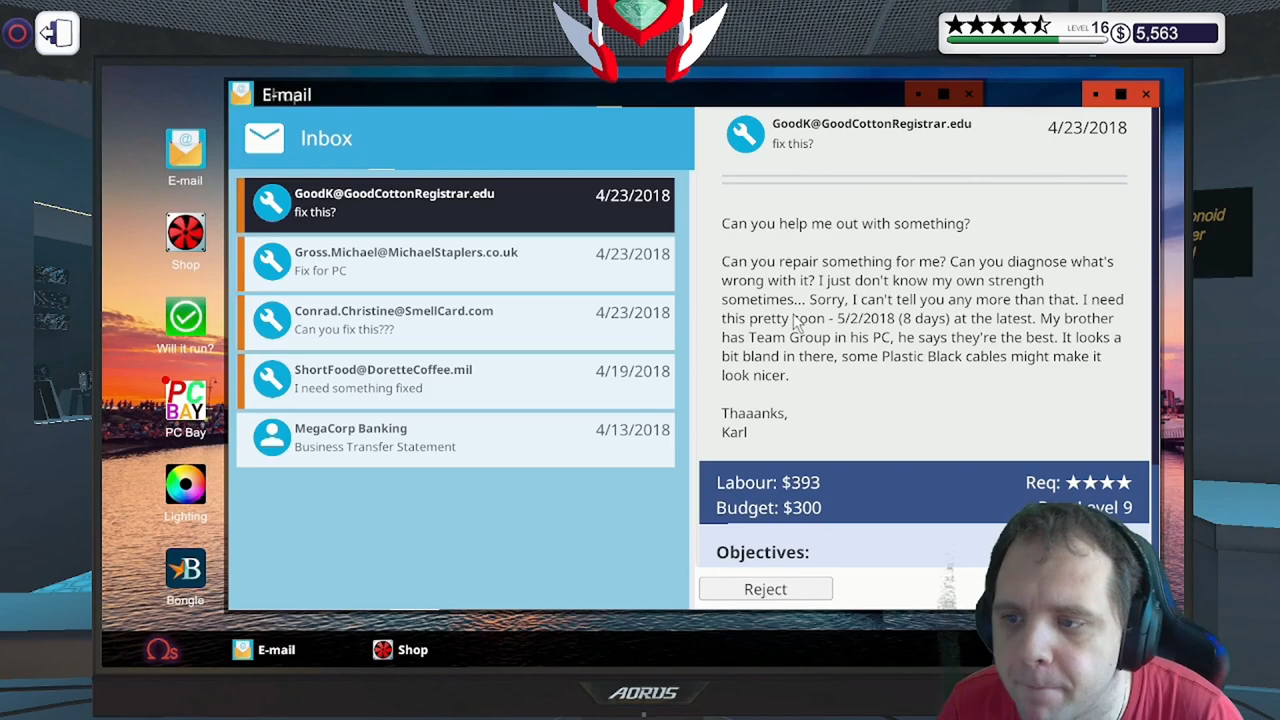 LEVEL 16 $ 5,563
E-mail
Inbox
GoodK@GoodCottonRegistrar.edu 4/23/2018
fix this?
Gross.Michael@MichaelStaplers.co.uk 4/23/2018
Fix for PC
Conrad.Christine@SmellCard.com 4/23/2018
Can you fix this???
ShortFood@DoretteCoffee.mil 4/19/2018
I need something fixed
MegaCorp Banking 4/13/2018
Business Transfer Statement
GoodK@GoodCottonRegistrar.edu 4/23/2018
fix this?
Can you help me out with something?
Can you repair something for me? Can you diagnose what's
wrong with it? I just don't know my own strength
sometimes... Sorry, I can't tell you any more than that. I need
this pretty soon - 5/2/2018 (8 days) at the latest. My brother
has Team Group in his PC, he says they're the best. It looks a
bit bland in there, some Plastic Black cables might make it
look nicer.
Thaaanks,
Karl
Labour: $393 Req: ★★★★
Budget: $300 Level 9
Objectives:
Reject
E-mail
Shop
Will it run?
PC
BAY
PC Bay
Lighting
B
Bongle
Ωs E-mail Shop
AORUS